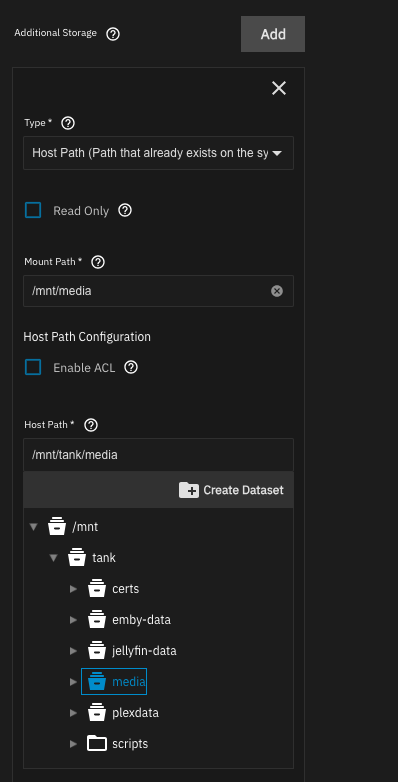 Additional Storage
Add
Type *
Host Path (Path that already exists on the sy
Read Only
Mount Path *
/mnt/media
Host Path Configuration
Enable ACL
Host Path *
/mnt/tank/media
Create Dataset
/mnt
tank
certs
emby-data
jellyfin-data
media
plexdata
scripts